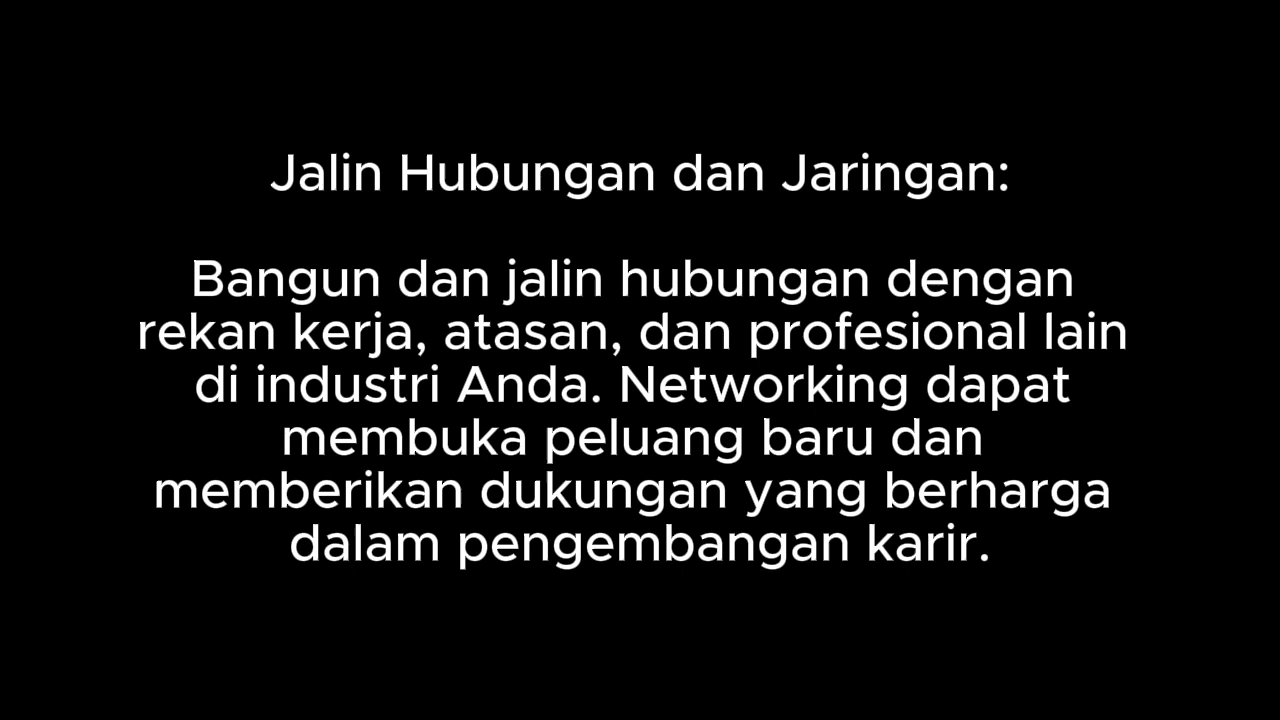 Jalin Hubungan dan Jaringan:
Bangun dan jalin hubungan dengan
rekan kerja, atasan, dan profesional lain
di industri Anda. Networking dapat
membuka peluang baru dan
memberikan dukungan yang berharga
dalam pengembangan karir.